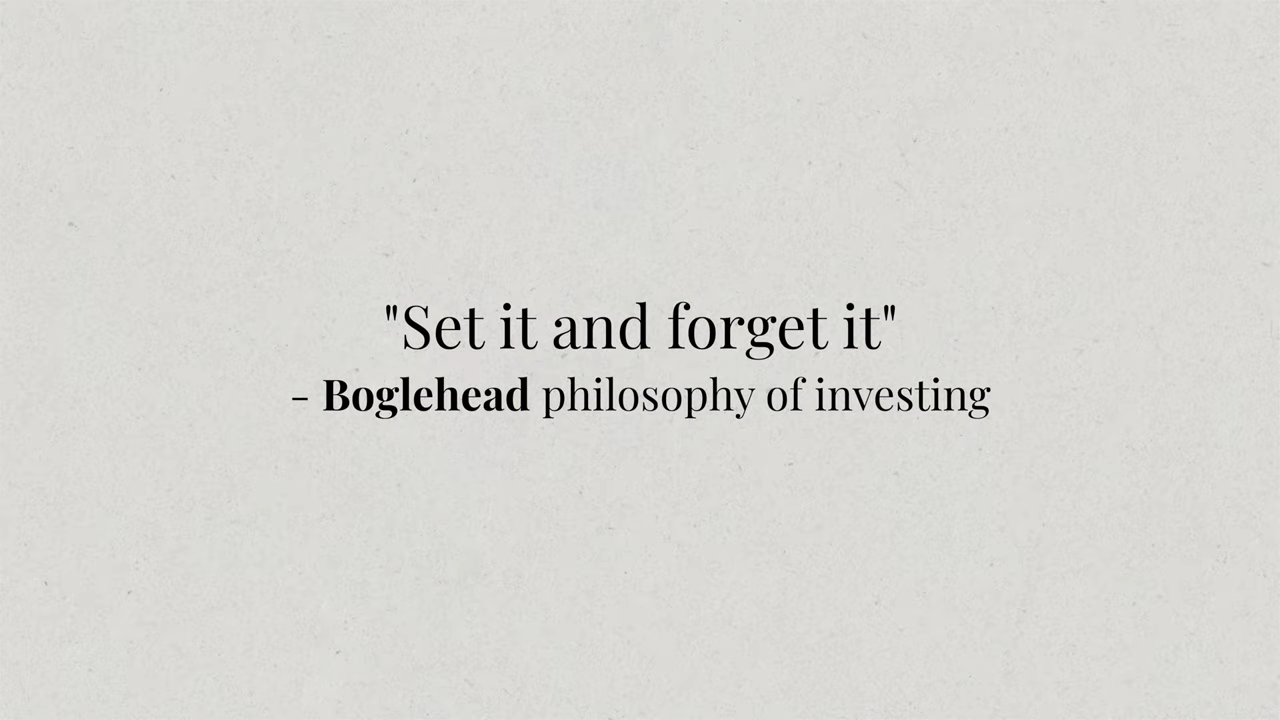 "Set it and forget it"
- Boglehead philosophy of investing